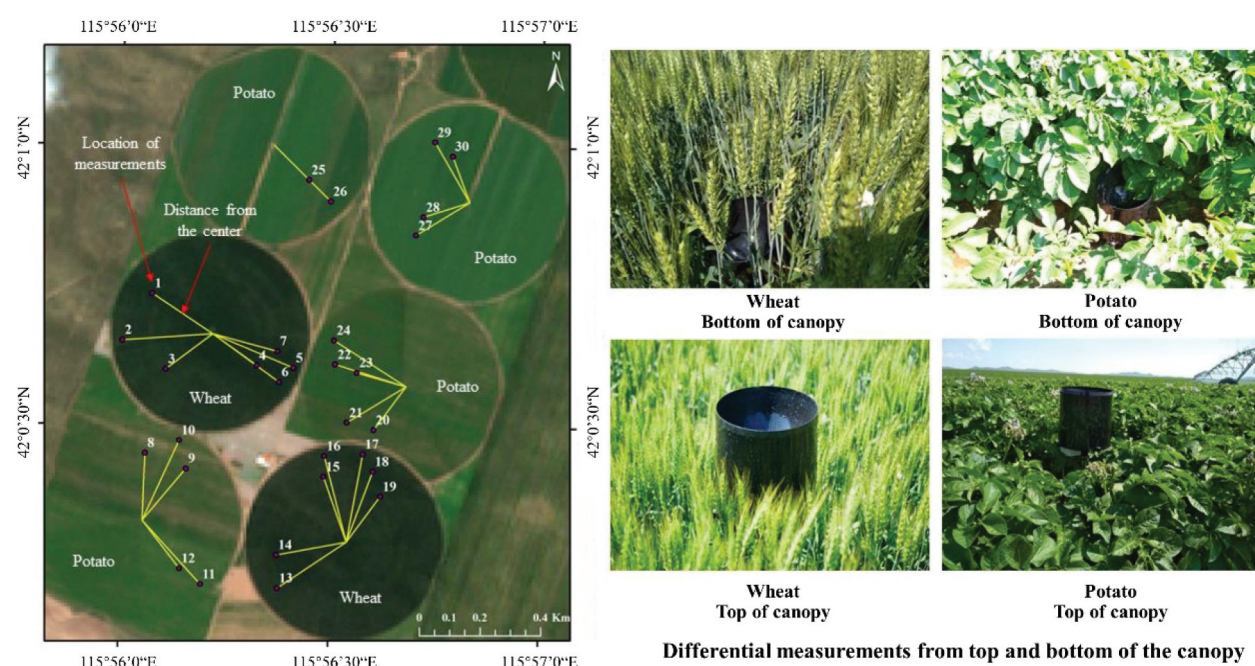 115°56'0"E 115°56'30"E 115°57'0"E
N
Potato
Location of
measurements
Distance from
the center
42°1'0"N
42°1'0"N
29
30
25
26
28
27
Potato
1
2
3
4
7
5
6
Wheat
24
22
23
Potato
21
20
42°0'30"N
42°0'30"N
8
10
9
16
17
15
18
19
14
13
12
11
Potato
Wheat
0 0.1 0.2 0.4 Km
115°56'0"E 115°56'30"E 115°57'0"E
Wheat
Bottom of canopy
Potato
Bottom of canopy
Wheat
Top of canopy
Potato
Top of canopy
Differential measurements from top and bottom of the canopy